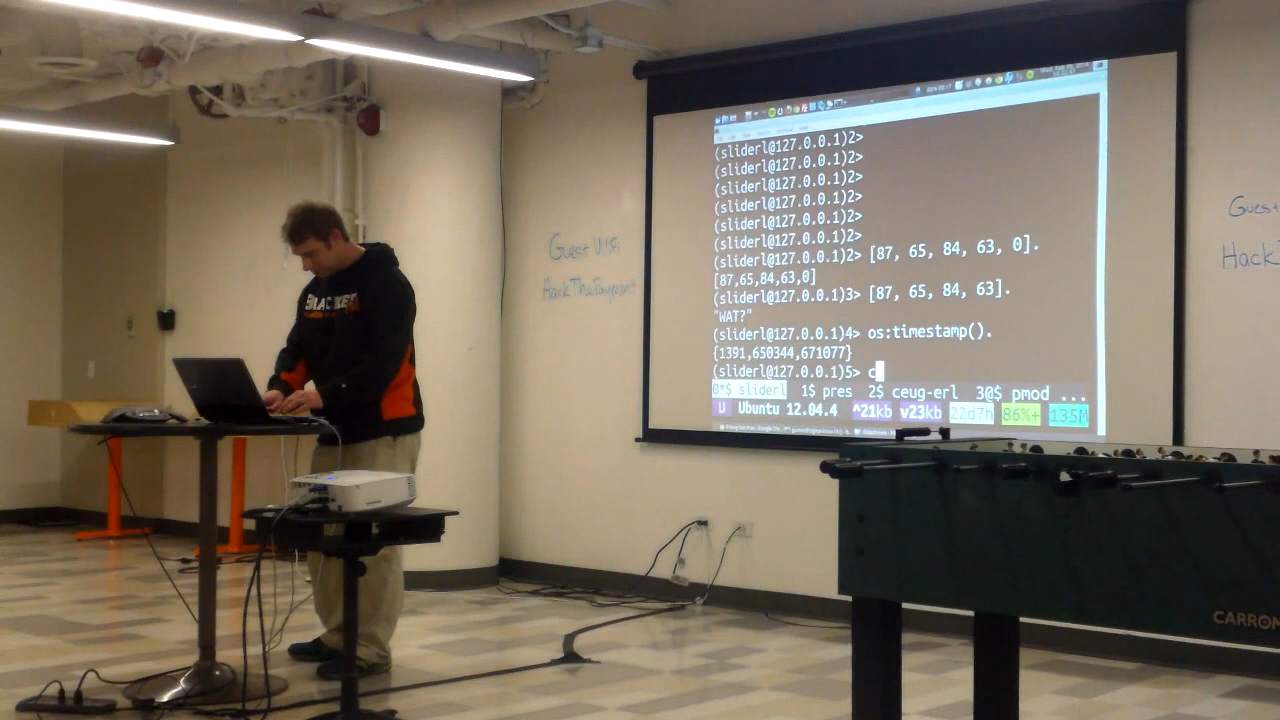 (sliderl@127.0.0.1)2>
(sliderl@127.0.0.1)2>
(sliderl@127.0.0.1)2>
(sliderl@127.0.0.1)2>
(sliderl@127.0.0.1)2>
(sliderl@127.0.0.1)2>
(sliderl@127.0.0.1)2> [87, 65, 84, 63, 0].
[87,65,84,63,0]
(sliderl@127.0.0.1)3> [87, 65, 84, 63].
"WAT?"
(sliderl@127.0.0.1)4> os:timestamp().
{1391,650344,671077}
(sliderl@127.0.0.1)5> c
0*$ sliderl 1$ pres 2$ ceug-erl 3@$ pmod ...
U Ubuntu 12.04.4 ^21kb v23kb 22d7h 86%+ 135M
Guest
Guest
Hack
CARROM